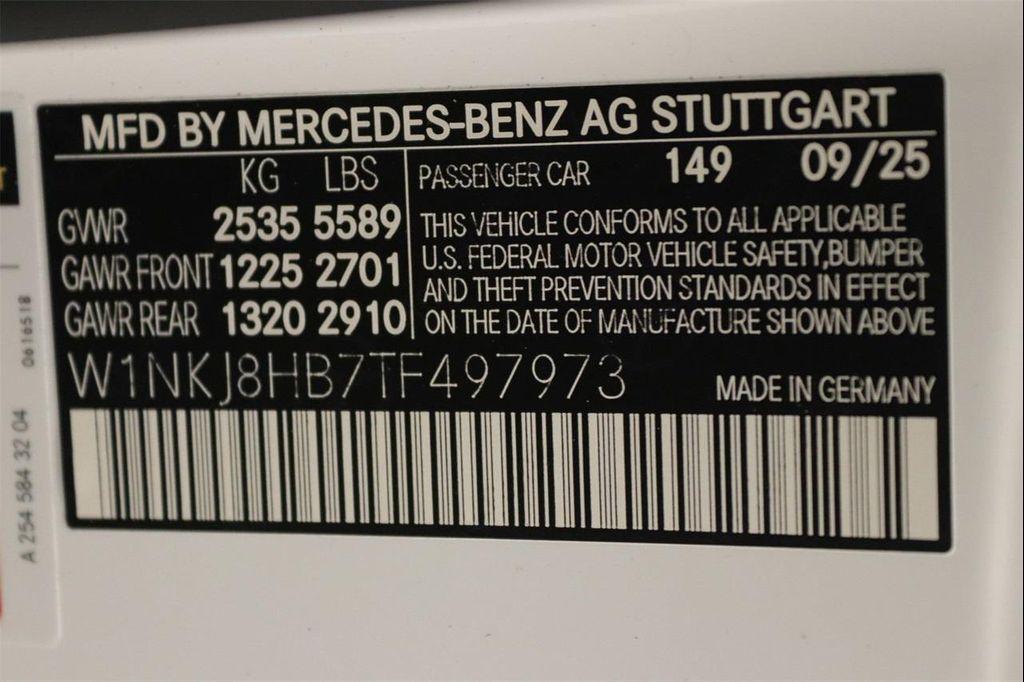 MFD BY MERCEDES-BENZ AG STUTTGART
KG LBS
GVWR 2535 5589
GAWR FRONT 1225 2701
GAWR REAR 1320 2910
PASSENGER CAR 149 09/25
THIS VEHICLE CONFORMS TO ALL APPLICABLE
U.S. FEDERAL MOTOR VEHICLE SAFETY,BUMPER
AND THEFT PREVENTION STANDARDS IN EFFECT
ON THE DATE OF MANUFACTURE SHOWN ABOVE
W1NKJ8HB7TF497973
MADE IN GERMANY
A 254 584 32 04
0616518